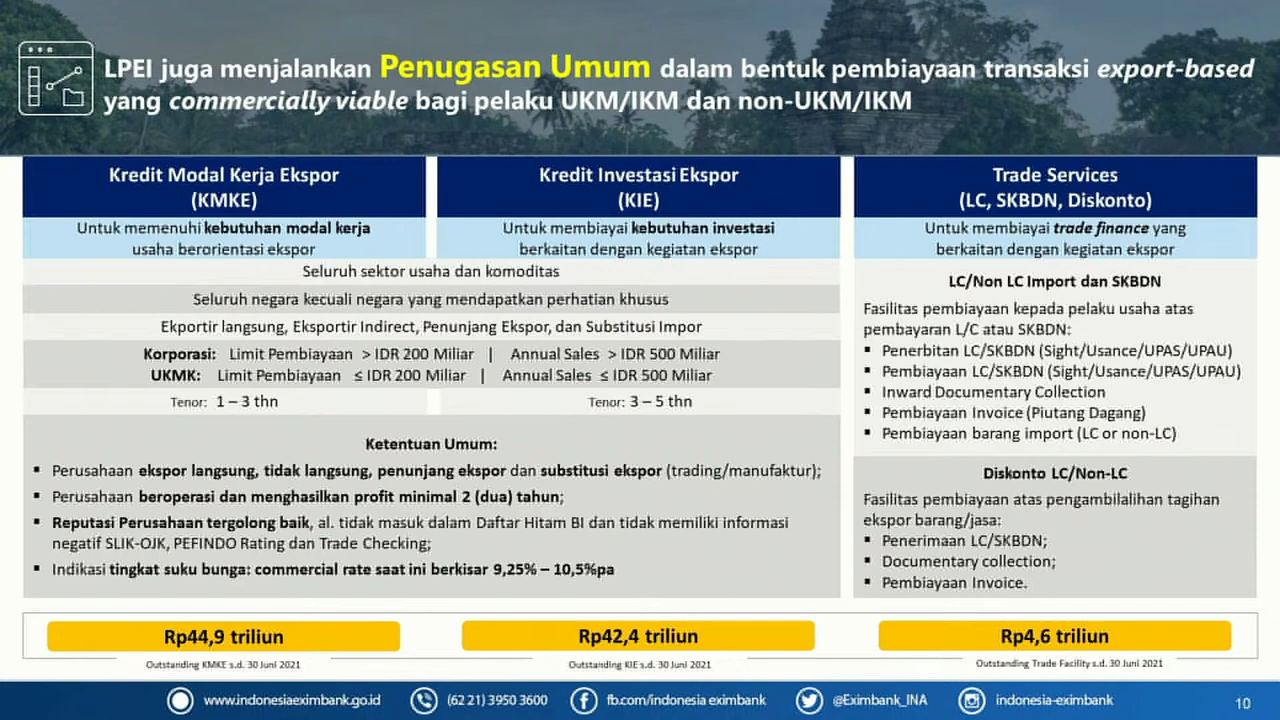 LPEI juga menjalankan Penugasan Umum dalam bentuk pembiayaan transaksi export-based
yang commercially viable bagi pelaku UKM/IKM dan non-UKM/IKM
Kredit Modal Kerja Ekspor
(KMKE)
Untuk memenuhi kebutuhan modal kerja
usaha berorientasi ekspor
Kredit Investasi Ekspor
(KIE)
Untuk membiayai kebutuhan investasi
berkaitan dengan kegiatan ekspor
Seluruh sektor usaha dan komoditas
Seluruh negara kecuali negara yang mendapatkan perhatian khusus
Ekportir langsung, Eksportir Indirect, Penunjang Ekspor, dan Substitusi Impor
Korporasi: Limit Pembiayaan > IDR 200 Miliar | Annual Sales > IDR 500 Miliar
UKMK: Limit Pembiayaan ≤ IDR 200 Miliar | Annual Sales ≤ IDR 500 Miliar
Tenor: 1 – 3 thn
Tenor: 3 – 5 thn
Ketentuan Umum:
▪ Perusahaan ekspor langsung, tidak langsung, penunjang ekspor dan substitusi ekspor (trading/manufaktur);
▪ Perusahaan beroperasi dan menghasilkan profit minimal 2 (dua) tahun;
▪ Reputasi Perusahaan tergolong baik, al. tidak masuk dalam Daftar Hitam BI dan tidak memiliki informasi
negatif SLIK-OJK, PEFINDO Rating dan Trade Checking;
▪ Indikasi tingkat suku bunga: commercial rate saat ini berkisar 9,25% – 10,5%pa
Trade Services
(LC, SKBDN, Diskonto)
Untuk membiayai trade finance yang
berkaitan dengan kegiatan ekspor
LC/Non LC Import dan SKBDN
Fasilitas pembiayaan kepada pelaku usaha atas
pembayaran L/C atau SKBDN:
▪ Penerbitan LC/SKBDN (Sight/Usance/UPAS/UPAU)
▪ Pembiayaan LC/SKBDN (Sight/Usance/UPAS/UPAU)
▪ Inward Documentary Collection
▪ Pembiayaan Invoice (Piutang Dagang)
▪ Pembiayaan barang import (LC or non-LC)
Diskonto LC/Non-LC
Fasilitas pembiayaan atas pengambilalihan tagihan
ekspor barang/jasa:
▪ Penerimaan LC/SKBDN;
▪ Documentary collection;
▪ Pembiayaan Invoice.
Rp44,9 triliun
Outstanding KMKE s.d. 30 Juni 2021
Rp42,4 triliun
Outstanding KIE s.d. 30 Juni 2021
Rp4,6 triliun
Outstanding Trade Facility s.d. 30 Juni 2021
www.indonesiaeximbank.go.id
(62 21) 3950 3600
fb.com/indonesia eximbank
@Eximbank_INA
indonesia-eximbank
10